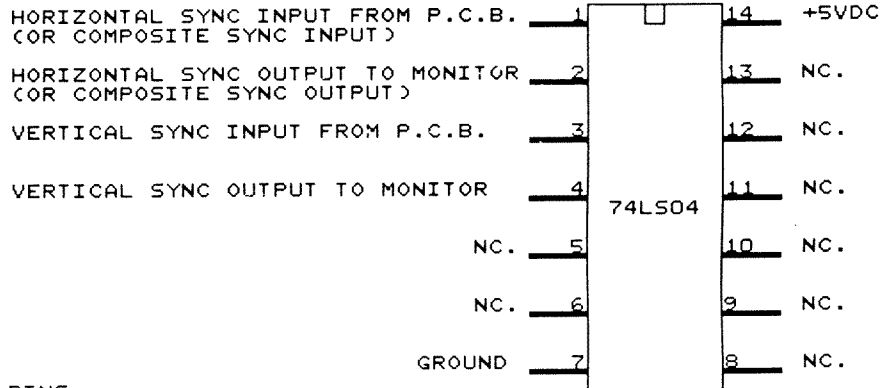 HORIZONTAL SYNC INPUT FROM P.C.B. 1 14 +5VDC
(OR COMPOSITE SYNC INPUT)
HORIZONTAL SYNC OUTPUT TO MONITOR 2 13 NC.
(OR COMPOSITE SYNC OUTPUT)
VERTICAL SYNC INPUT FROM P.C.B. 3 12 NC.
VERTICAL SYNC OUTPUT TO MONITOR 4 11 NC.
74LS04
NC. 5 10 NC.
NC. 6 9 NC.
GROUND 7 8 NC.